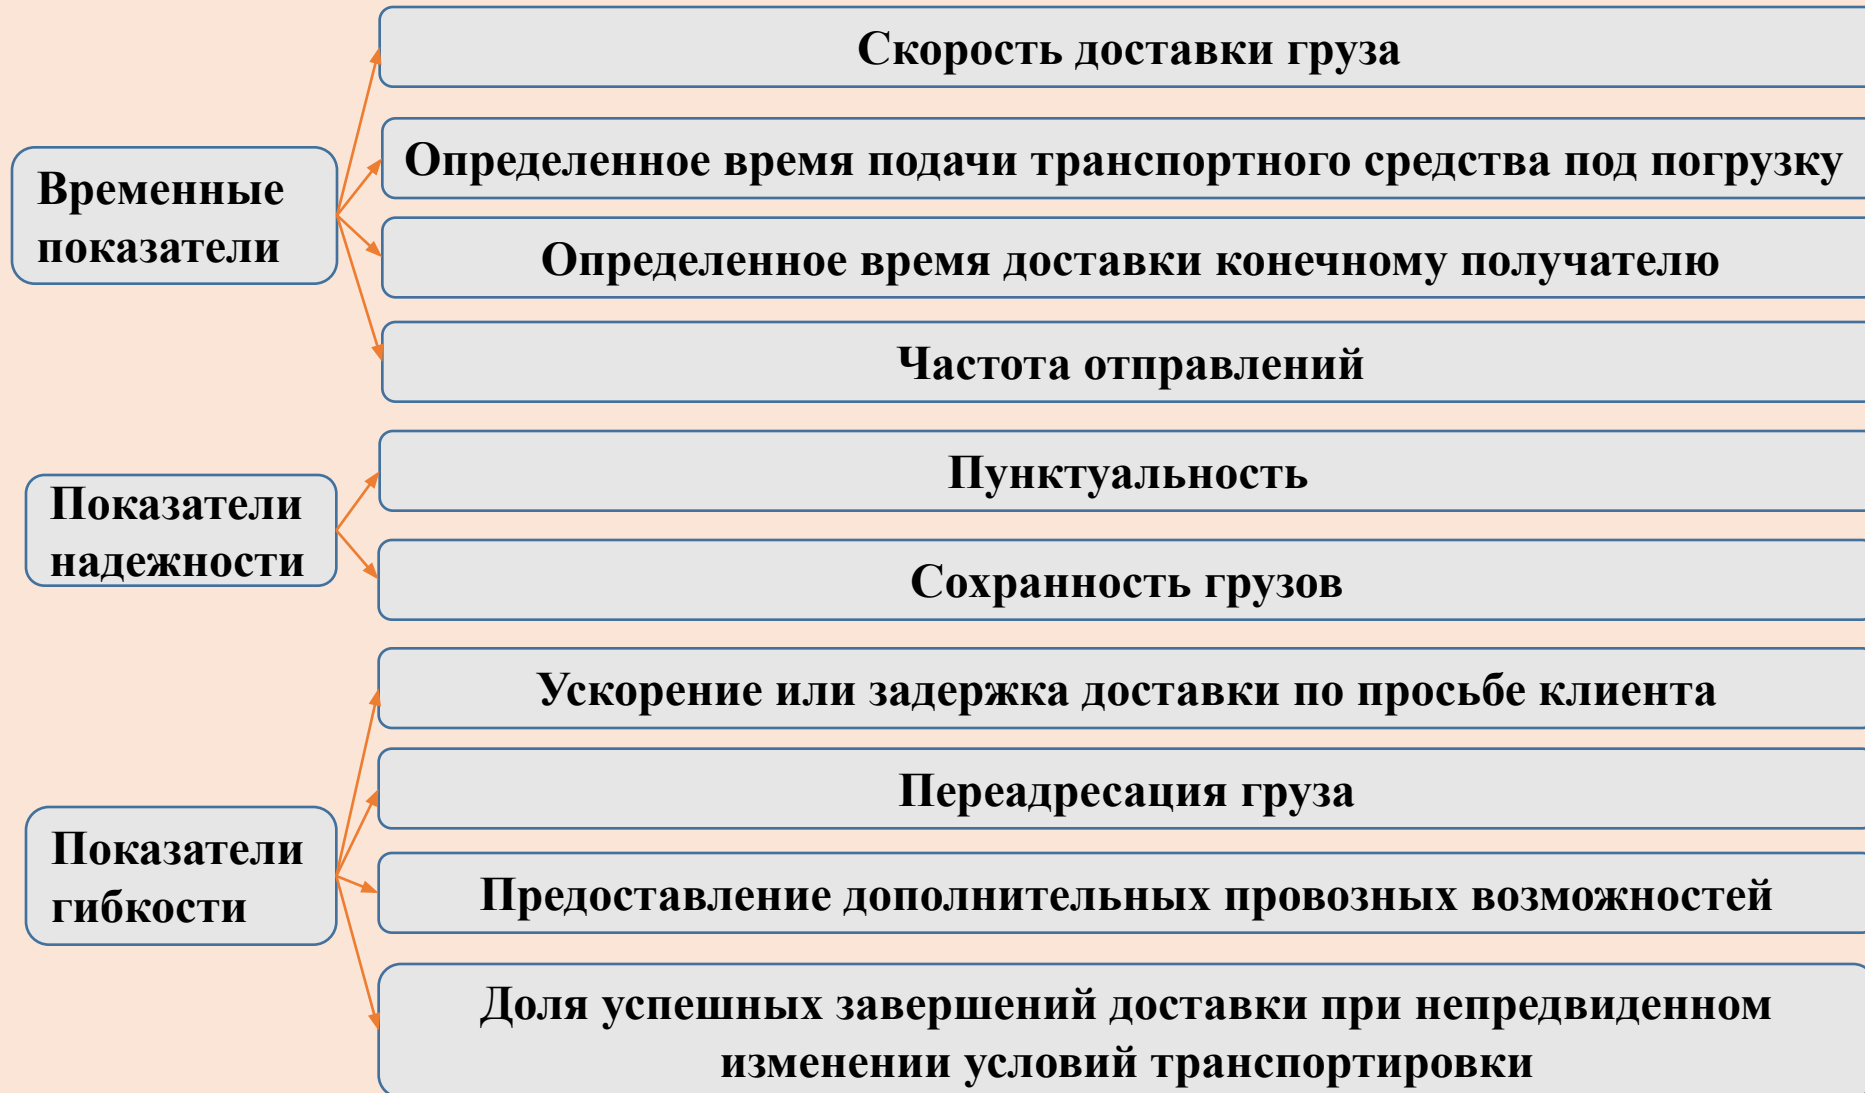 Временные
показатели
Скорость доставки груза
Определенное время подачи транспортного средства под погрузку
Определенное время доставки конечному получателю
Частота отправлений
Показатели
надежности
Пунктуальность
Сохранность грузов
Показатели
гибкости
Ускорение или задержка доставки по просьбе клиента
Переадресация груза
Предоставление дополнительных провозных возможностей
Доля успешных завершений доставки при непредвиденном
изменении условий транспортировки